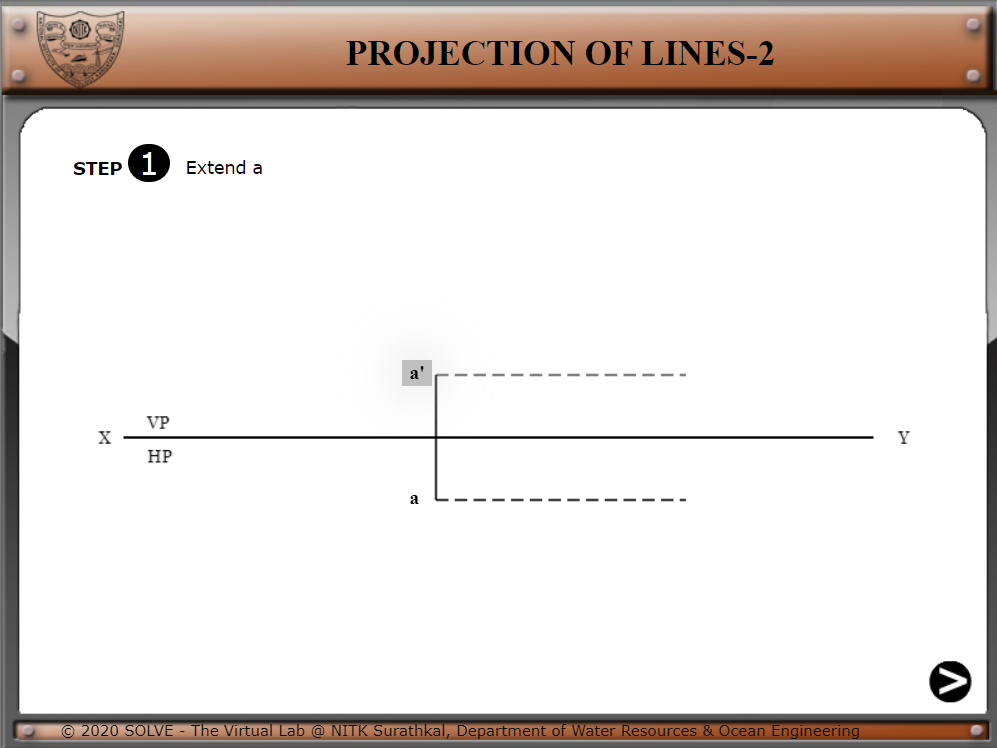 NITK
PROJECTION OF LINES-2
STEP 1 Extend a
a'
VP
X Y
HP
a
>
© 2020 SOLVE - The Virtual Lab @ NITK Surathkal, Department of Water Resources & Ocean Engineering